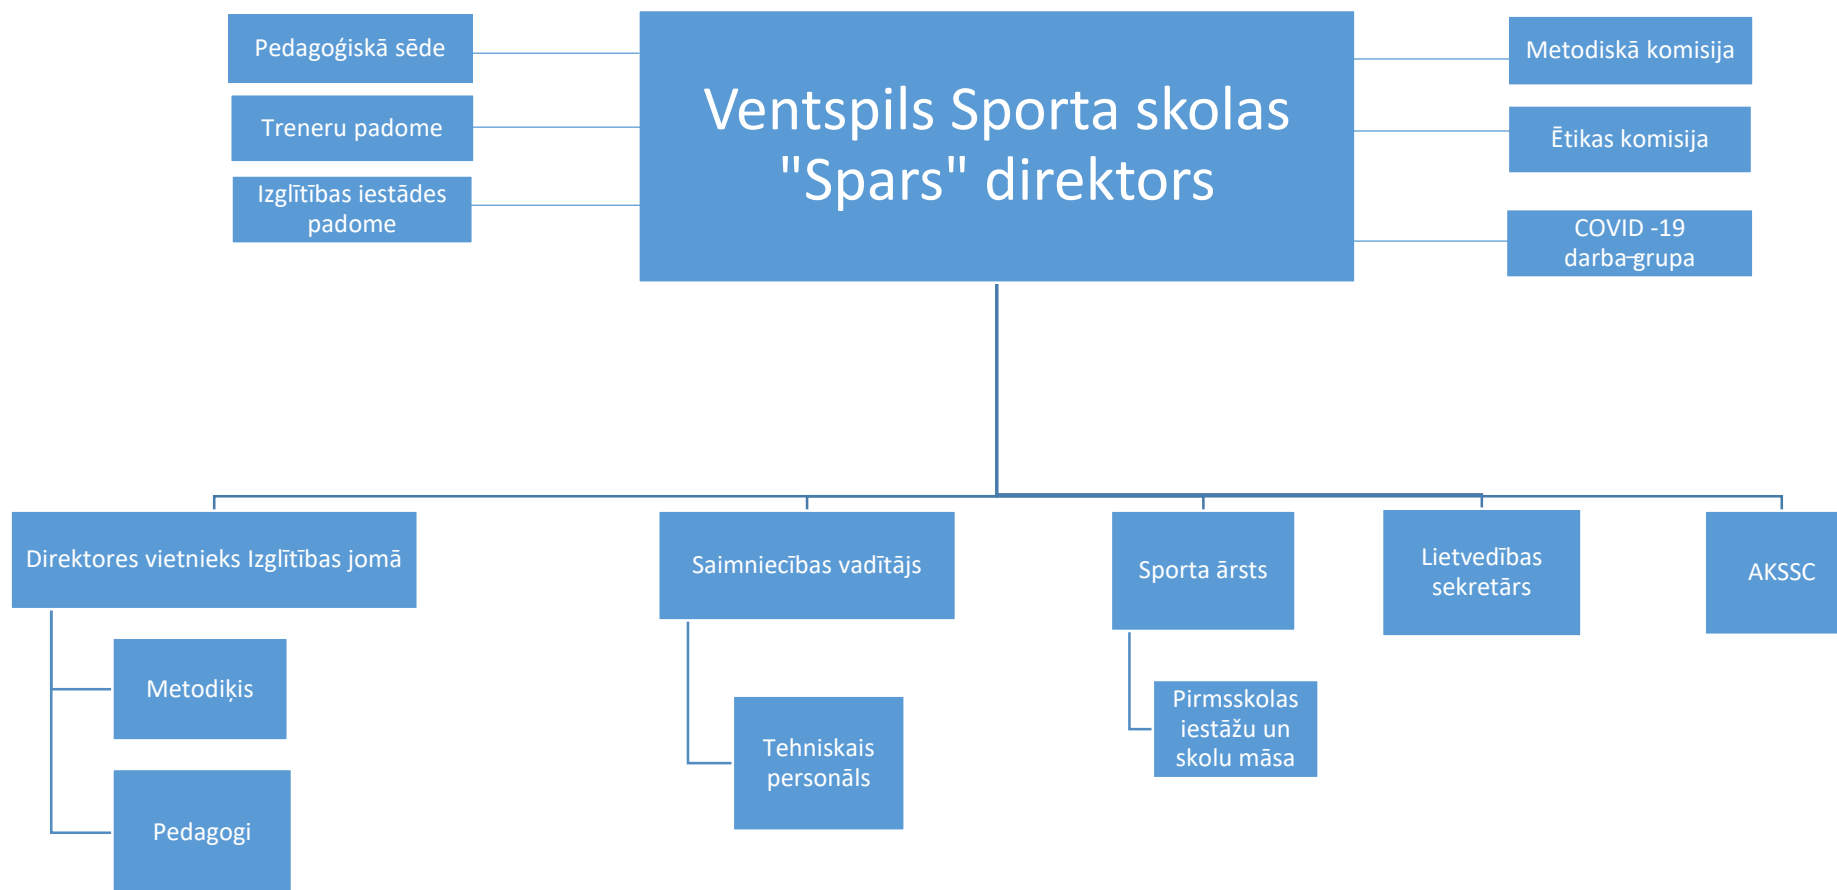 Pedagoģiskā sēde
Treneru padome
Izglītības iestādes
padome
Ventspils Sporta skolas
"Spars" direktors
Metodiskā komisija
Ētikas komisija
COVID -19
darba grupa
Direktores vietnieks Izglītības jomā
Metodiķis
Pedagogi
Saimniecības vadītājs
Tehniskais
personāls
Sporta ārsts
Pirmsskolas
iestāžu un
skolu māsa
Lietvedības
sekretārs
AKSSC